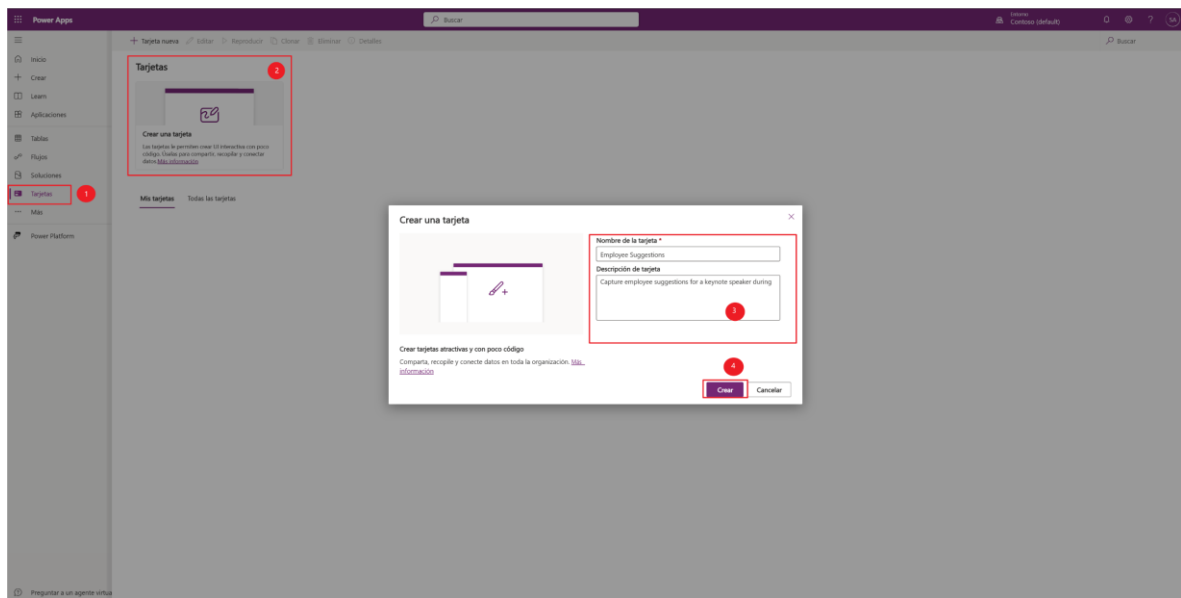 Power Apps
Buscar
Entorno
Contoso (default)
?
SA
+ Tarjeta nueva Editar Reproducir Clonar Eliminar Detalles
Buscar
Inicio
Crear
Learn
Aplicaciones
Tablas
Flujos
Soluciones
Tarjetas
1
Más
Power Platform
Preguntar a un agente virtua
Tarjetas
2
Crear una tarjeta
Las tarjetas le permiten crear UI interactiva con poco
código. Úselas para compartir, recopilar y conectar
datos Más información
Mis tarjetas Todas las tarjetas
Crear una tarjeta
Nombre de la tarjeta *
Employee Suggestions
Descripción de tarjeta
Capture employee suggestions for a keynote speaker during
3
Crear tarjetas atractivas y con poco código
Comparta, recopile y conecte datos en toda la organización. Más
información
4
Crear Cancelar